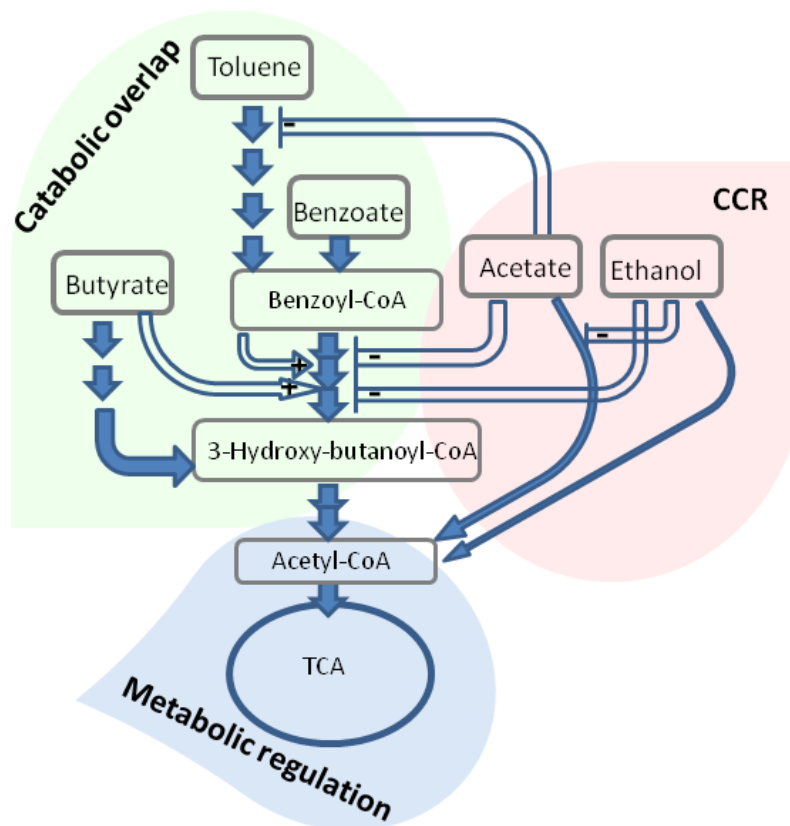 Catabolic overlap
Toluene
-
Benzoate
CCR
Acetate
Ethanol
Butyrate
Benzoyl-CoA
-
+
-
+
-
3-Hydroxy-butanoyl-CoA
Acetyl-CoA
TCA
Metabolic regulation